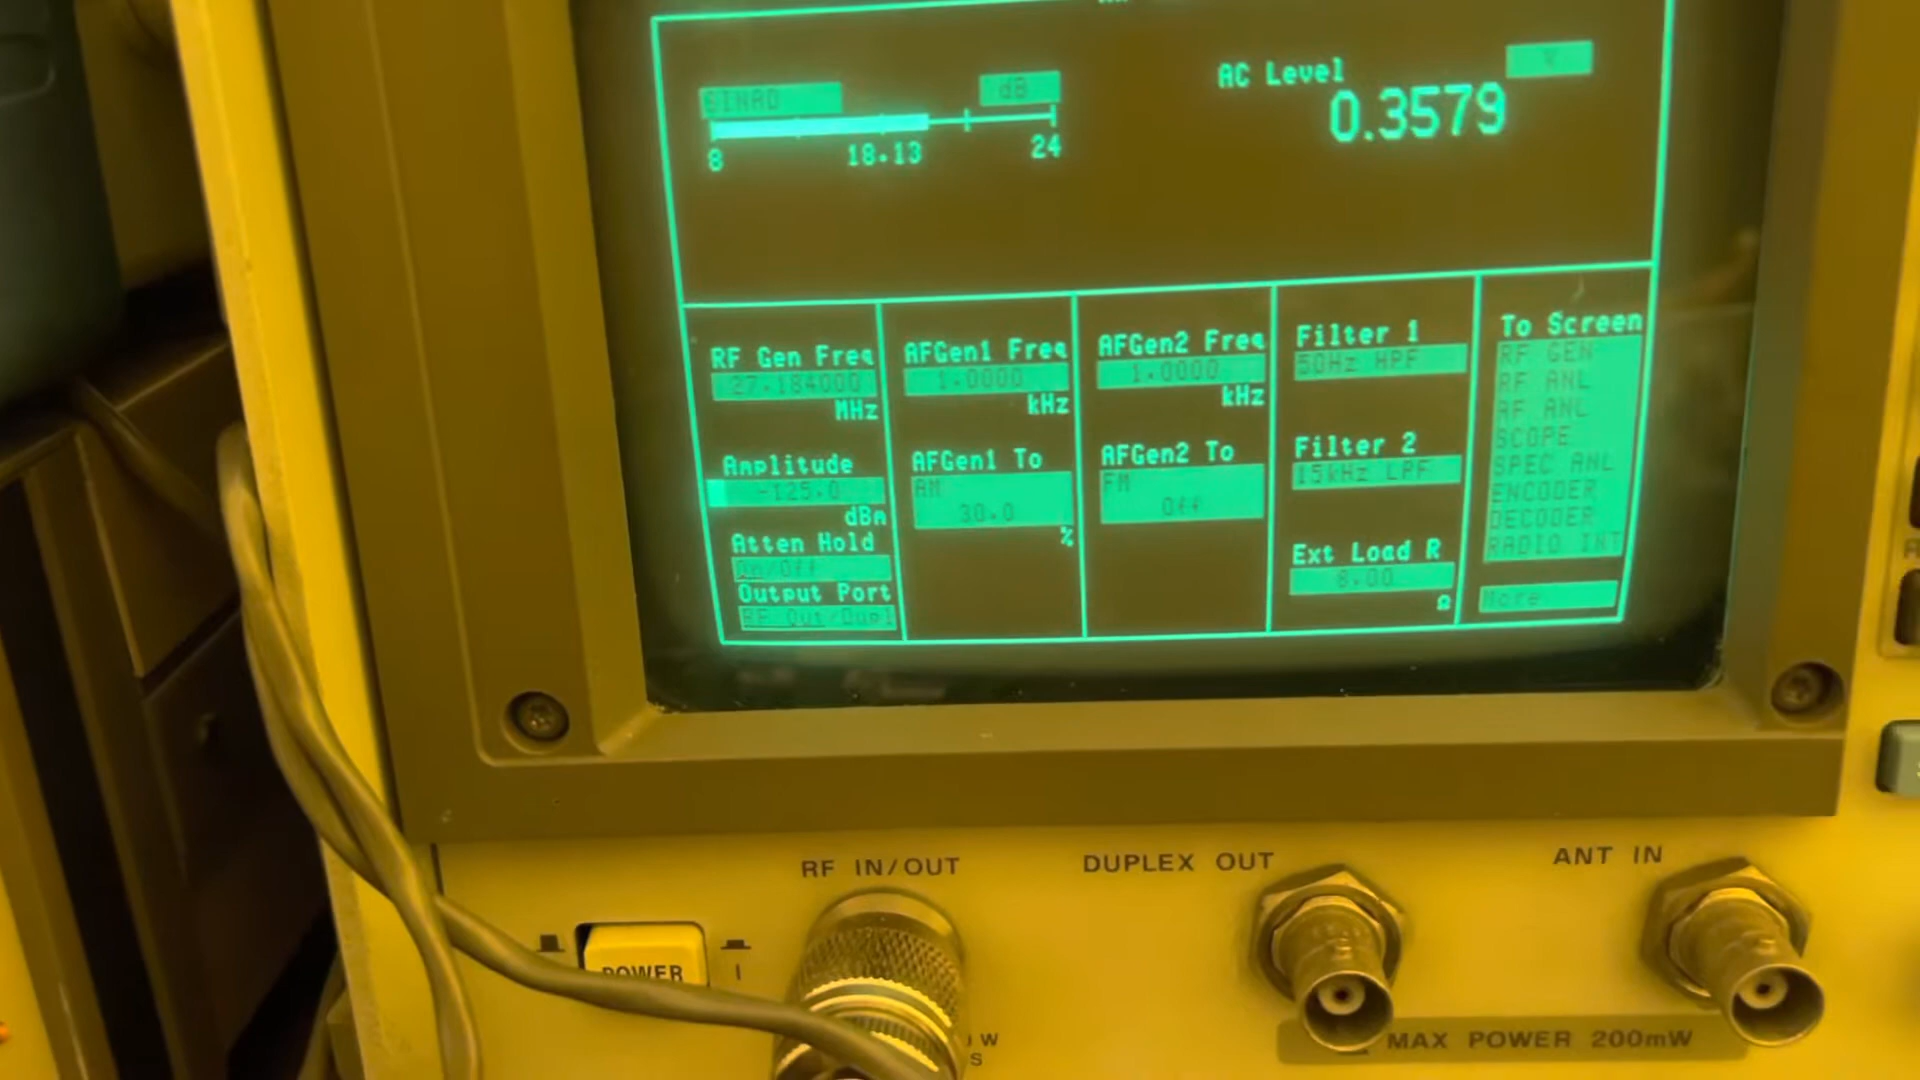 SINAD
dB
8
18.13
24
AC Level
V
0.3579
RF Gen Freq
27.184000
MHz
Amplitude
-125.0
dBm
Atten Hold
On/Off
Output Port
RF Out/Dupl
AFGen1 Freq
1.0000
kHz
AFGen1 To
AM
30.0
%
AFGen2 Freq
1.0000
kHz
AFGen2 To
FM
Off
Filter 1
50Hz HPF
Filter 2
15kHz LPF
Ext Load R
8.00
Ω
To Screen
RF GEN
RF ANL
AF ANL
SCOPE
SPEC ANL
ENCODER
DECODER
RADIO INT
More
RF IN/OUT
DUPLEX OUT
ANT IN
POWER
MAX POWER 200mW